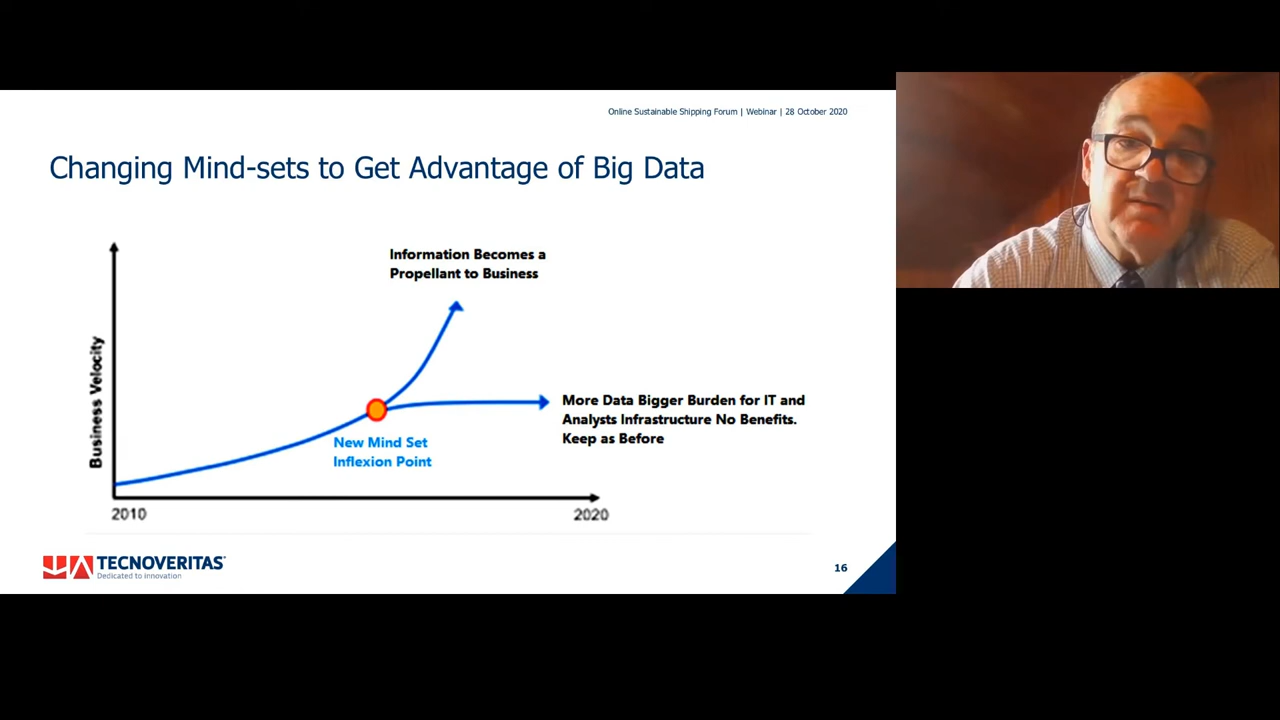 Online Sustainable Shipping Forum | Webinar | 28 October 2020
Changing Mind-sets to Get Advantage of Big Data
Information Becomes a
Propellant to Business
Business Velocity
More Data Bigger Burden for IT and
Analysts Infrastructure No Benefits.
Keep as Before
New Mind Set
Inflexion Point
2010
2020
TECNOVERITAS
Dedicated to innovation
16